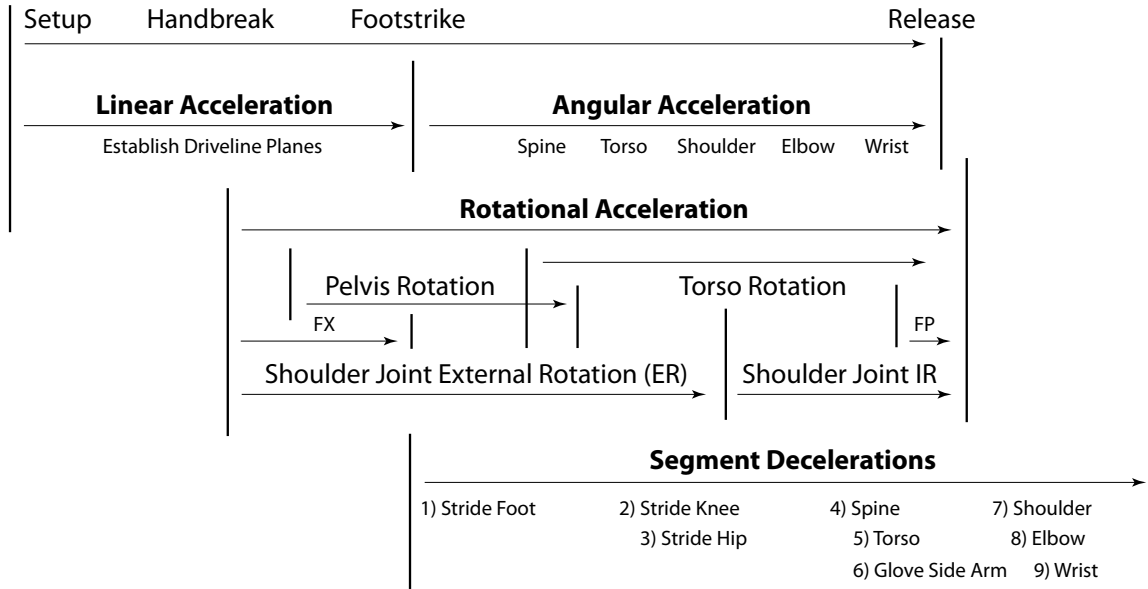 Setup Handbreak Footstrike Release
Linear Acceleration Angular Acceleration
Establish Driveline Planes Spine Torso Shoulder Elbow Wrist
Rotational Acceleration
Pelvis Rotation Torso Rotation
FX FP
Shoulder Joint External Rotation (ER) Shoulder Joint IR
Segment Decelerations
1) Stride Foot 2) Stride Knee 4) Spine 7) Shoulder
3) Stride Hip 5) Torso 8) Elbow
6) Glove Side Arm 9) Wrist